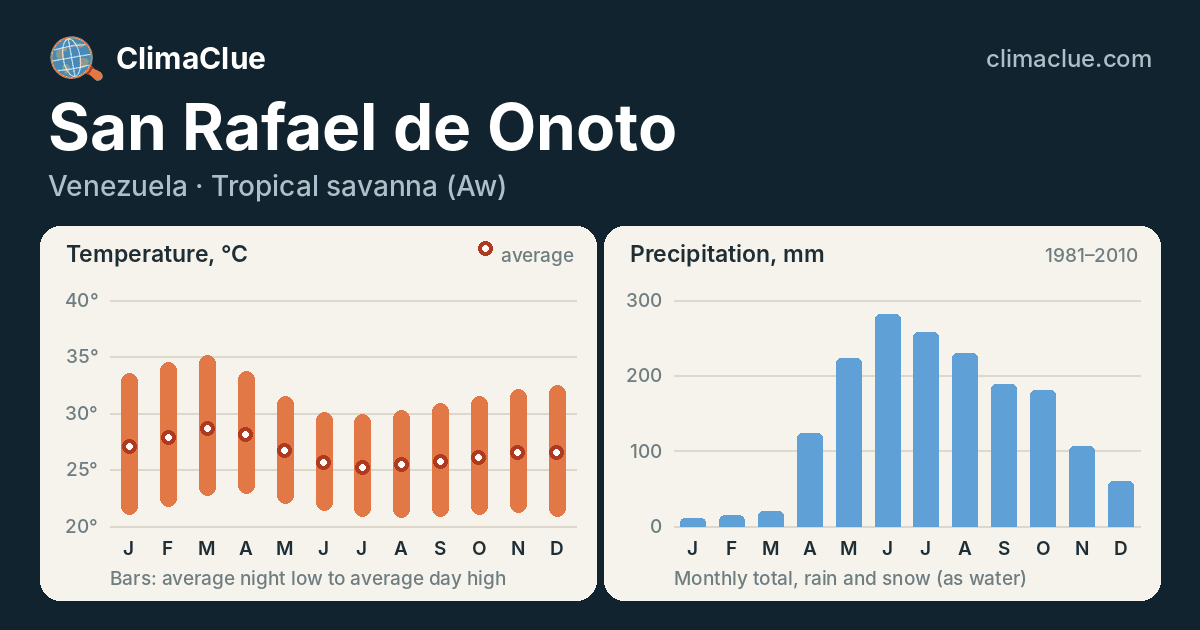 ClimaClue
climaclue.com
San Rafael de Onoto
Venezuela · Tropical savanna (Aw)
Temperature, °C
average
40°
35°
30°
25°
20°
J F M A M J J A S O N D
Bars: average night low to average day high
Precipitation, mm
1981–2010
300
200
100
0
J F M A M J J A S O N D
Monthly total, rain and snow (as water)